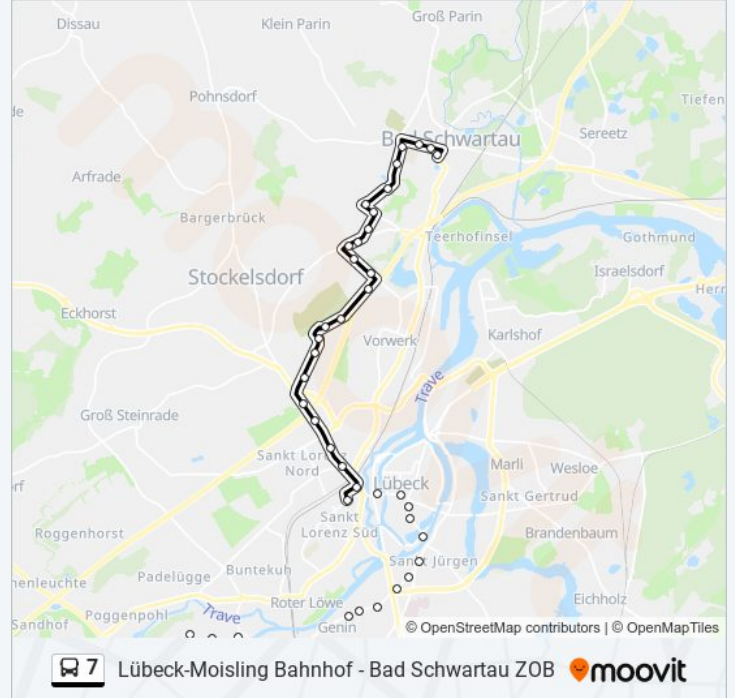 Dissau
Klein Parin
Groß Parin
Pohnsdorf
Tiefen
Bad Schwartau
Sereetz
Arfrade
Bargerbrück
Teerhofinsel
Gothmund
Stockelsdorf
Israelsdorf
Herr
Eckhorst
Vorwerk
Karlshof
Trave
Groß Steinrade
Sankt Lorenz
Nord
Marli
Wesloe
Lübeck
Sankt Gertrud
Sankt
Lorenz Süd
Roggenhorst
Brandenbaum
Sankt Jürgen
Buntekuh
Padelügge
nenleuchte
Roter Löwe
Eichholz
Poggenpohl
Trave
Sandhof
Genin
© OpenStreetMap contributors | © OpenMapTiles
7 Lübeck-Moisling Bahnhof - Bad Schwartau ZOB moovit